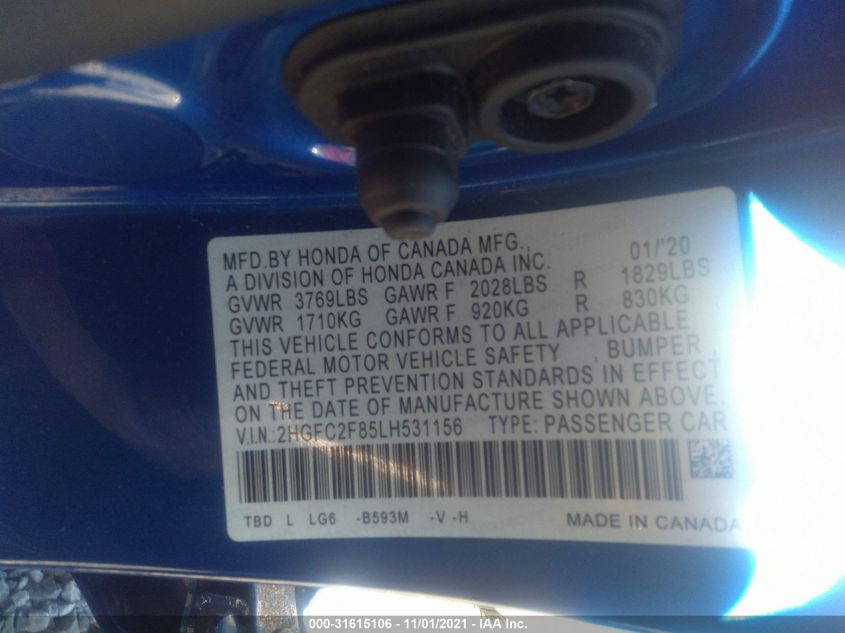 MFD.BY HONDA OF CANADA MFG., 01/'20
A DIVISION OF HONDA CANADA INC.
GVWR 3769LBS GAWR F 2028LBS R 1829LBS
GVWR 1710KG GAWR F 920KG R 830KG
THIS VEHICLE CONFORMS TO ALL APPLICABLE
FEDERAL MOTOR VEHICLE SAFETY , BUMPER ,
AND THEFT PREVENTION STANDARDS IN EFFECT
ON THE DATE OF MANUFACTURE SHOWN ABOVE.
V.I.N.:2HGFC2F85LH531156 TYPE: PASSENGER CAR
TBD L LG6 -B593M -V -H MADE IN CANADA
000-31615106 - 11/01/2021 - IAA Inc.